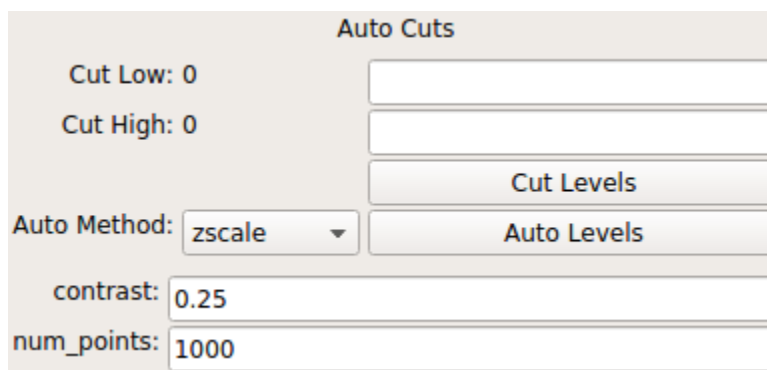 Auto Cuts
Cut Low: 0
Cut High: 0
Cut Levels
Auto Method: zscale Auto Levels
contrast: 0.25
num_points: 1000